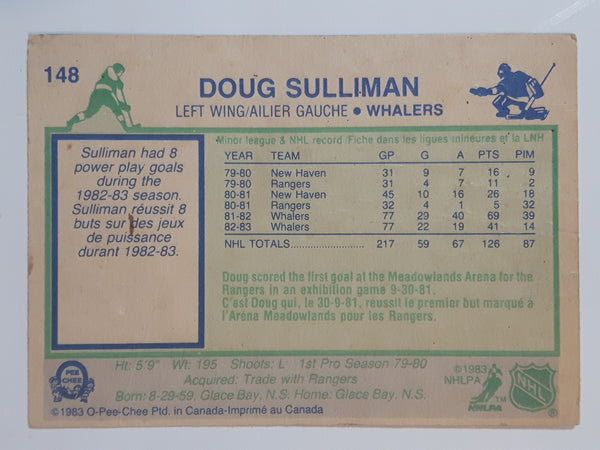 148
DOUG SULLIMAN
LEFT WING/AILIER GAUCHE • WHALERS
Sulliman had 8
power play goals
during the
1982-83 season.
Sulliman réussit 8
buts sur des jeux
de puissance
durant 1982-83.
Minor league & NHL record/Fiche dans les ligues mineures et la LNH
YEAR TEAM GP G A PTS PIM
79-80 New Haven 31 9 7 16 9
79-80 Rangers 31 4 7 11 2
80-81 New Haven 45 10 16 26 18
80-81 Rangers 32 4 1 5 32
81-82 Whalers 77 29 40 69 39
82-83 Whalers 77 22 19 41 14
NHL TOTALS 217 59 67 126 87
Doug scored the first goal at the Meadowlands Arena for the
Rangers in an exhibition game 9-30-81.
C'est Doug qui, le 30-9-81, réussit le premier but marqué à
l'Aréna Meadowlands pour les Rangers.
Ht: 5'9" Wt: 195 Shoots: L 1st Pro Season 79-80
Acquired: Trade with Rangers
Born: 8-29-59, Glace Bay, N.S. Home: Glace Bay, N.S.
O PEE CHEE
©1983 O-Pee-Chee Ptd. in Canada-Imprimé au Canada
©1983
NHLPA
NHLPA TM
NHL ®